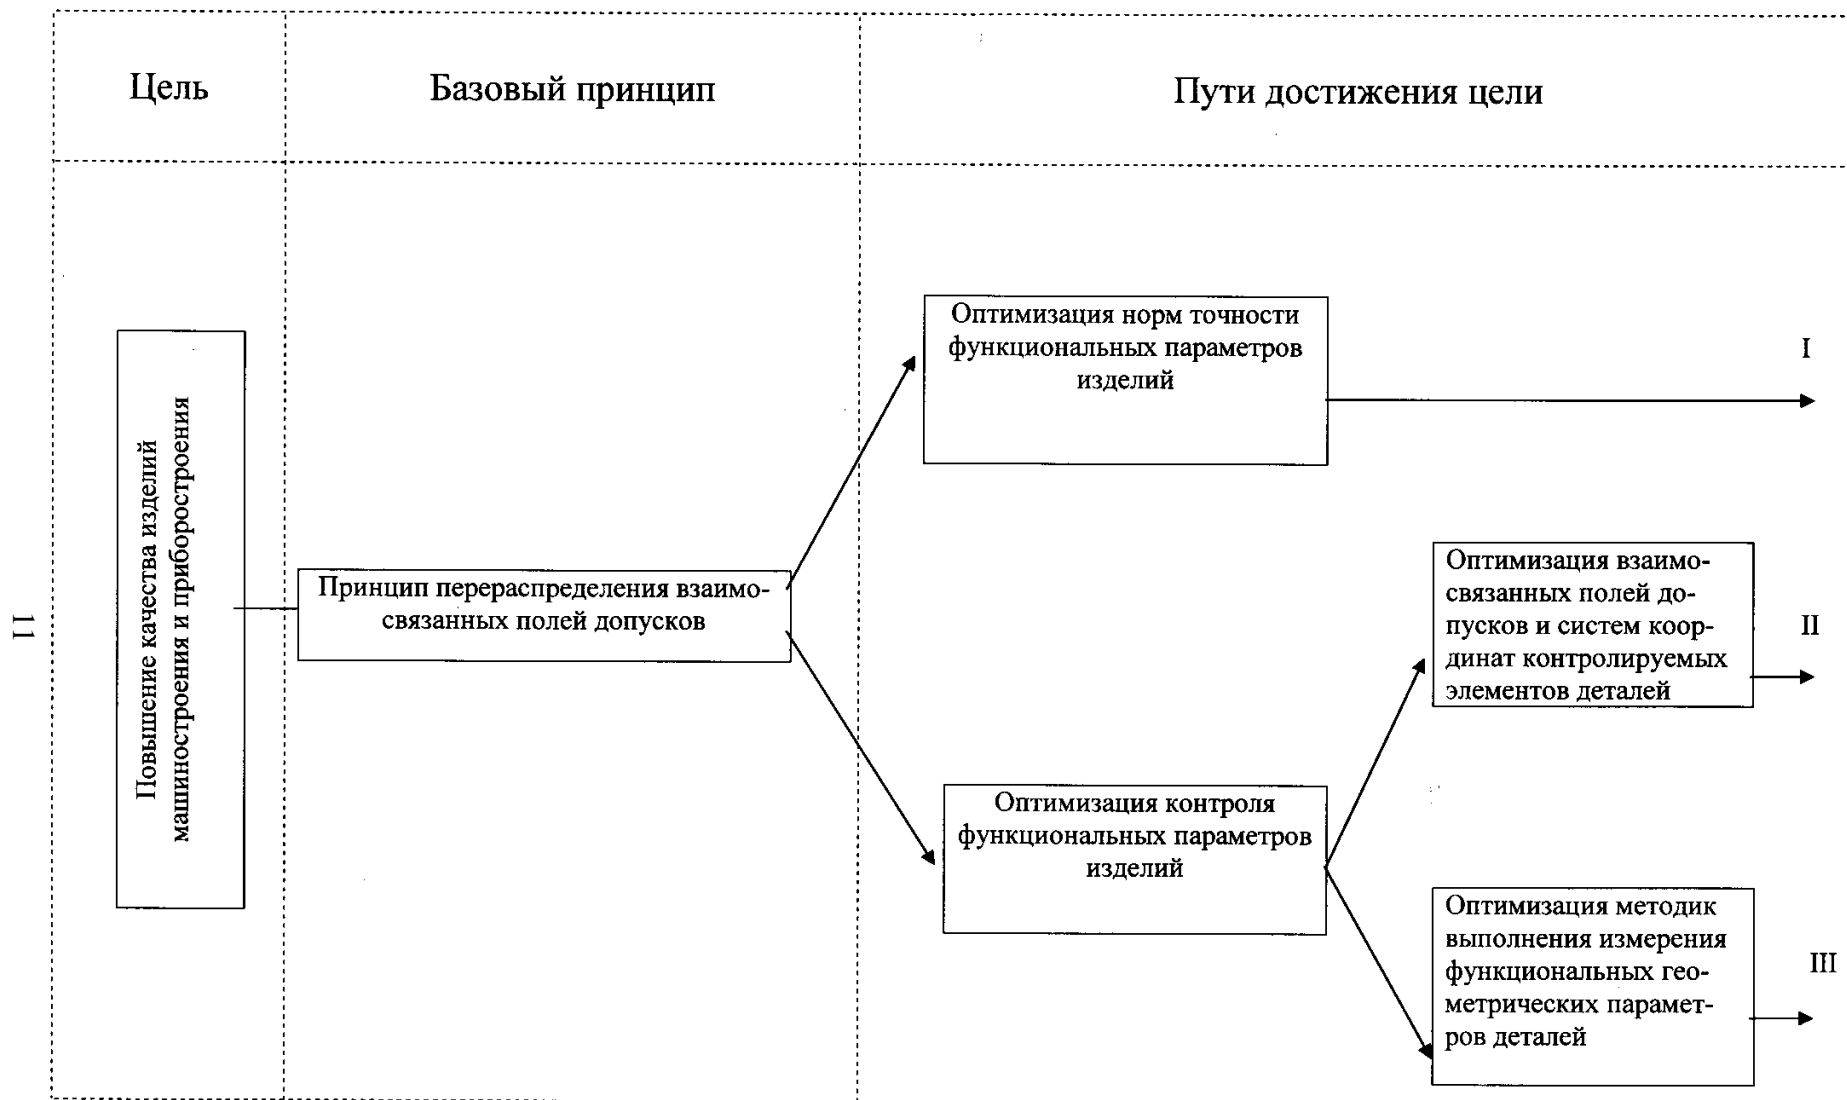 Цель
Базовый принцип
Пути достижения цели
Повышение качества изделий
машиностроения и приборостроения
Принцип перераспределения взаимо-
связанных полей допусков
Оптимизация норм точности
функциональных параметров
изделий
I
Оптимизация взаимо-
связанных полей до-
пусков и систем коор-
динат контролируемых
элементов деталей
II
Оптимизация контроля
функциональных параметров
изделий
Оптимизация методик
выполнения измерения
функциональных гео-
метрических парамет-
ров деталей
III
11